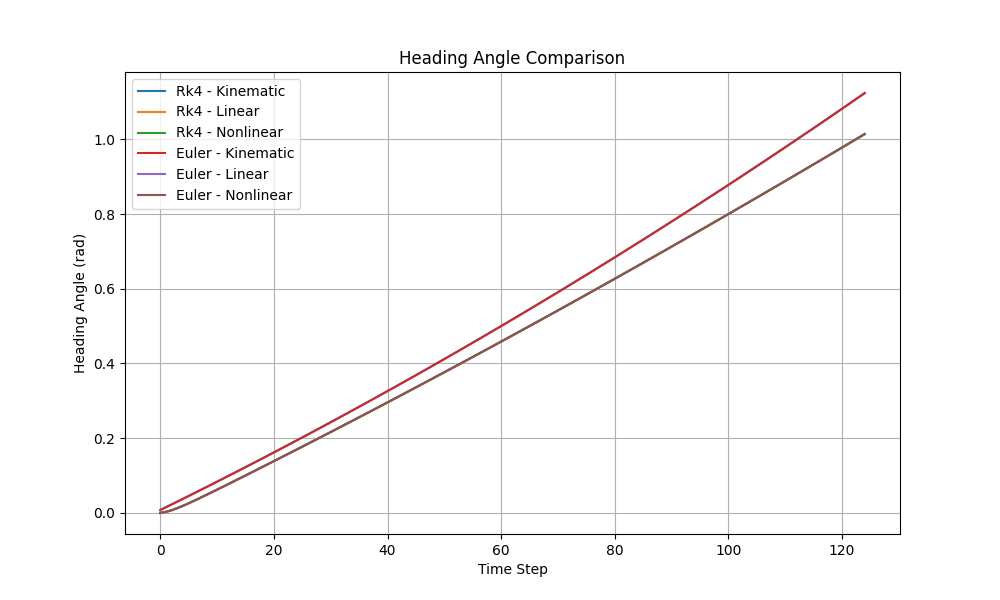 Heading Angle Comparison
Rk4 - Kinematic
Rk4 - Linear
Rk4 - Nonlinear
Euler - Kinematic
Euler - Linear
Euler - Nonlinear
Heading Angle (rad)
1.0
0.8
0.6
0.4
0.2
0.0
0 20 40 60 80 100 120
Time Step